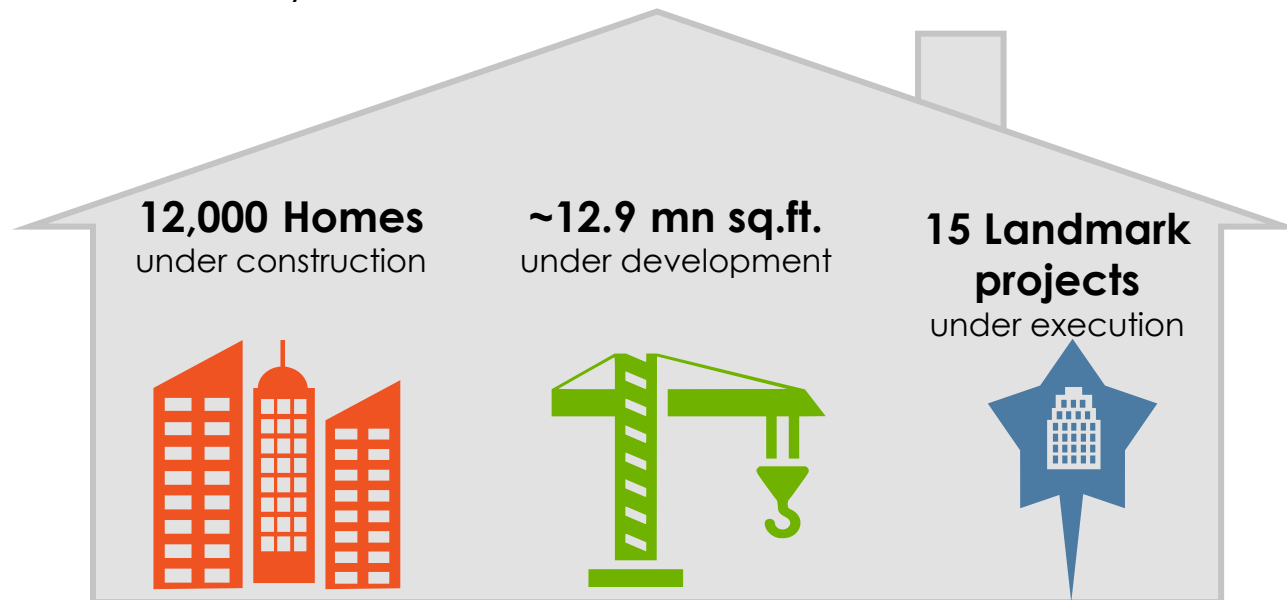 12,000 Homes
under construction
~12.9 mn sq.ft.
under development
15 Landmark
projects
under execution